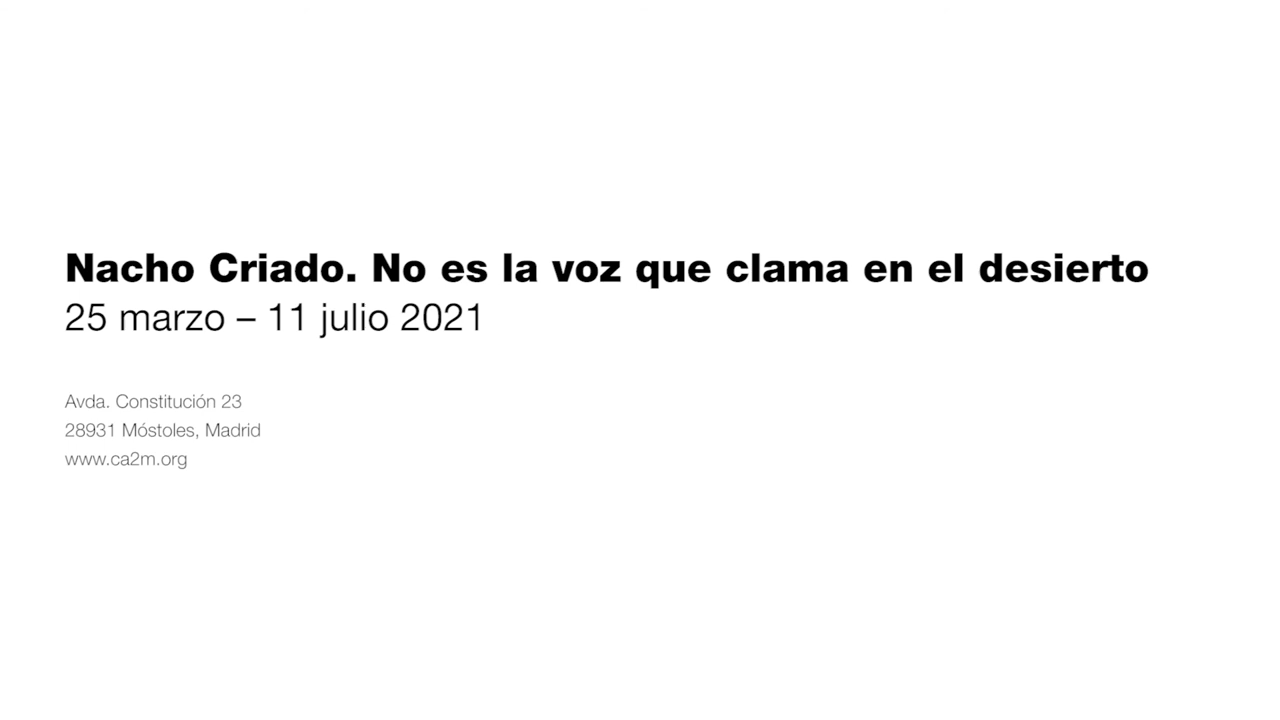 Nacho Criado. No es la voz que clama en el desierto
25 marzo – 11 julio 2021
Avda. Constitución 23
28931 Móstoles, Madrid
www.ca2m.org